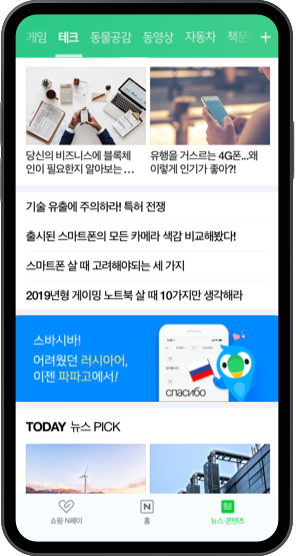 게임 테크 동물공감 동영상 자동차 책문 +
당신의 비즈니스에 블록체
인이 필요한지 알아보는 ...
유행을 거스르는 4G폰...왜
이렇게 인기가 좋아?!
기술 유출에 주의하라! 특허 전쟁
출시된 스마트폰의 모든 카메라 색감 비교해봤다!
스마트폰 살 때 고려해야되는 세 가지
2019년형 게이밍 노트북 살 때 10가지만 생각해라
스바시바!
어려웠던 러시아어,
이젠 파파고에서!
спасибо
TODAY 뉴스 PICK
쇼핑·N페이
N
홈
뉴스·콘텐츠